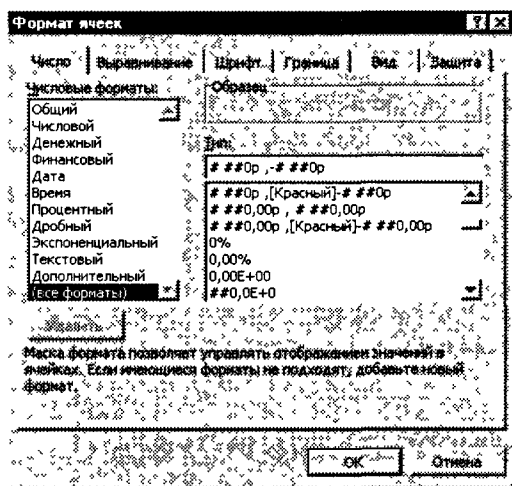 Формат ячеек
Число Выравнивание Шрифт Граница Вид Защита
Числовые форматы:
Образец
Общий
Числовой
Денежный
Финансовый
Дата
Время
Процентный
Дробный
Экспоненциальный
Текстовый
Дополнительный
(все форматы)
Тип:
# ##0р ,-# ##0р
# ##0р ,[Красный]-# ##0р
# ##0,00р , # ##0,00р
# ##0,00р ,[Красный]-# ##0,00р
0%
0,00%
0,00E+00
##0,0E+0
Удалить
Маска формата позволяет управлять отображением значений в
ячейках. Если имеющиеся форматы не подходят, добавьте новый
формат.
OK Отмена